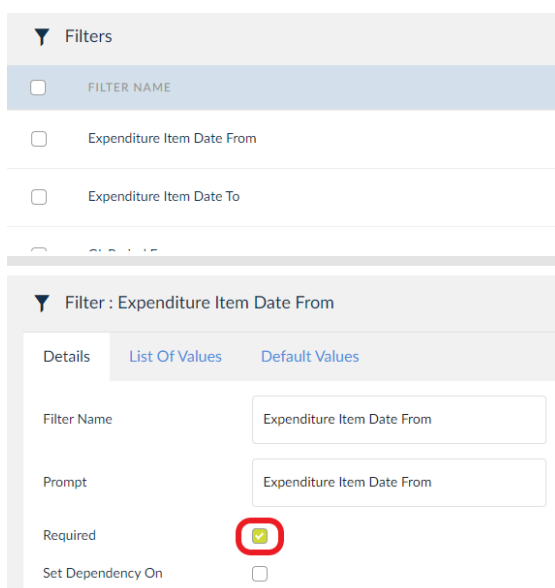 Filters
FILTER NAME
Expenditure Item Date From
Expenditure Item Date To
Filter : Expenditure Item Date From
Details List Of Values Default Values
Filter Name Expenditure Item Date From
Prompt Expenditure Item Date From
Required
Set Dependency On